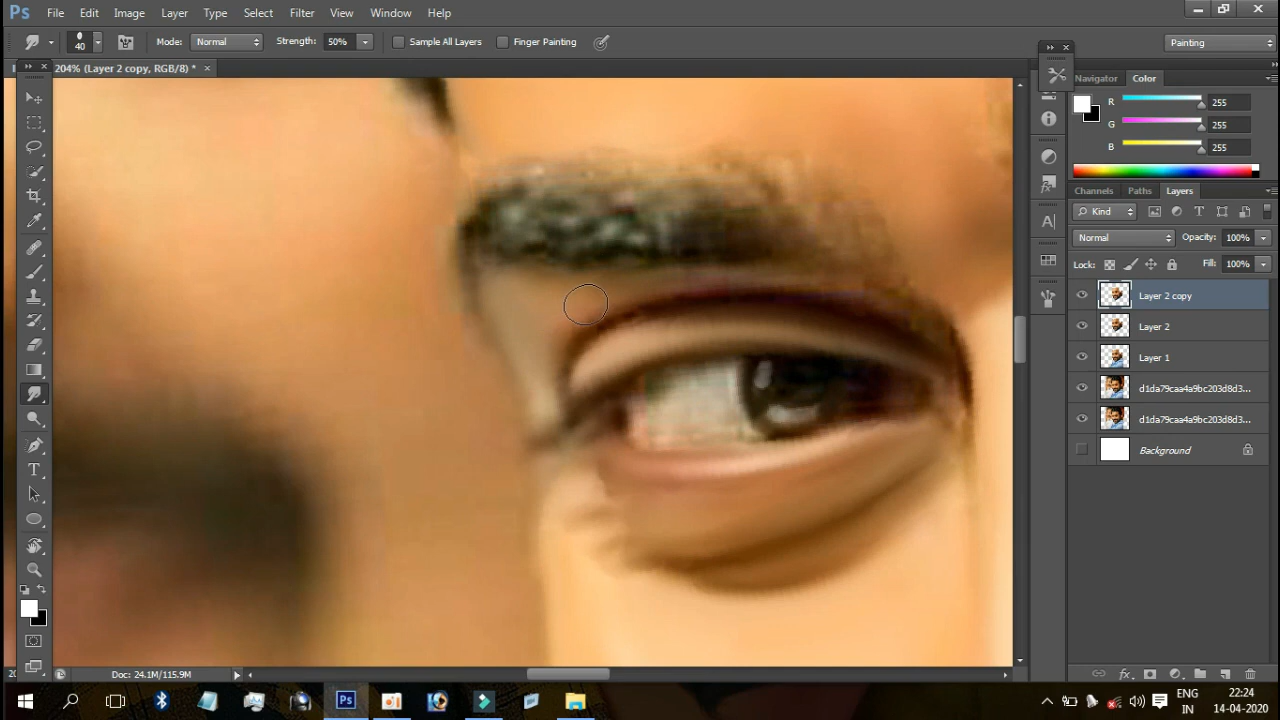 Ps File Edit Image Layer Type Select Filter View Window Help
40 Mode: Normal Strength: 50% Sample All Layers Finger Painting Painting
204% (Layer 2 copy, RGB/8) * ×
Navigator Color
R 255
G 255
B 255
Channels Paths Layers
Kind
Normal Opacity: 100%
Lock: Fill: 100%
Layer 2 copy
Layer 2
Layer 1
d1da79caa4a9bc203d8d3...
d1da79caa4a9bc203d8d3...
Background
Doc: 24.1M/115.9M
Ps
ENG 22:24
IN 14-04-2020